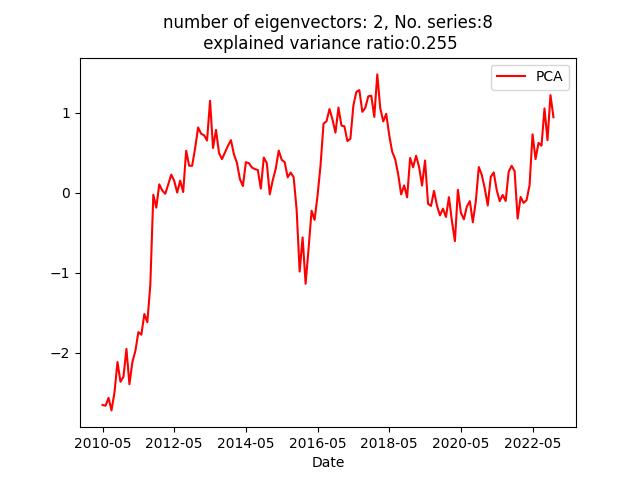 number of eigenvectors: 2, No. series:8
explained variance ratio:0.255
PCA
1
0
−1
−2
2010-05 2012-05 2014-05 2016-05 2018-05 2020-05 2022-05
Date